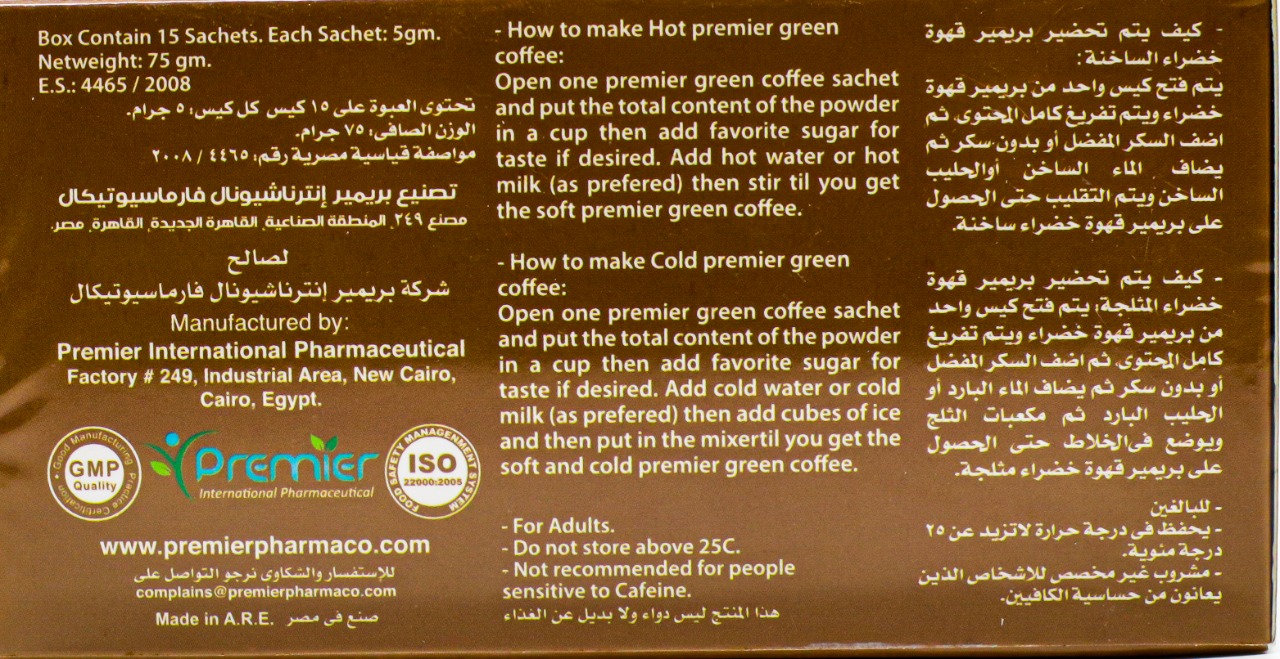 Box Contain 15 Sachets. Each Sachet: 5gm.
Netweight: 75 gm.
E.S.: 4465 / 2008
تحتوى العبوة على ١٥ كيس كل كيس: ٥ جرام.
الوزن الصافى: ٧٥ جرام.
مواصفة قياسية مصرية رقم: ٤٤٦٥ / ٢٠٠٨
تصنيع بريمير إنترناشيونال فارماسيوتيكال
مصنع ٢٤٩, المنطقة الصناعية, القاهرة الجديدة, القاهرة, مصر.
لصالح
شركة بريمير إنترناشيونال فارماسيوتيكال
Manufactured by:
Premier International Pharmaceutical
Factory # 249, Industrial Area, New Cairo,
Cairo, Egypt.
Good Manufacturing Practice Certification
GMP
Quality
Premier
International Pharmaceutical
FOOD SAFETY MANAGENMENT SYSTEM
ISO
22000:2005
www.premierpharmaco.com
للإستفسار والشكاوى نرجو التواصل على
complains@premierpharmaco.com
Made in A.R.E. صنع فى مصر
- How to make Hot premier green
coffee:
Open one premier green coffee sachet
and put the total content of the powder
in a cup then add favorite sugar for
taste if desired. Add hot water or hot
milk (as prefered) then stir til you get
the soft premier green coffee.
- How to make Cold premier green
coffee:
Open one premier green coffee sachet
and put the total content of the powder
in a cup then add favorite sugar for
taste if desired. Add cold water or cold
milk (as prefered) then add cubes of ice
and then put in the mixertil you get the
soft and cold premier green coffee.
- For Adults.
- Do not store above 25C.
- Not recommended for people
sensitive to Cafeine.
هذا المنتج ليس دواء ولا بديل عن الغذاء
- كيف يتم تحضير بريمير قهوة
خضراء الساخنة:
يتم فتح كيس واحد من بريمير قهوة
خضراء ويتم تفريغ كامل المحتوى, ثم
اضف السكر المفضل أو بدون سكر ثم
يضاف الماء الساخن أوالحليب
الساخن ويتم التقليب حتى الحصول
على بريمير قهوة خضراء ساخنة.
- كيف يتم تحضير بريمير قهوة
خضراء المثلجة: يتم فتح كيس واحد
من بريمير قهوة خضراء ويتم تفريغ
كامل المحتوى, ثم اضف السكر المفضل
أو بدون سكر ثم يضاف الماء البارد أو
الحليب البارد ثم مكعبات الثلج
ويوضع فى الخلاط حتى الحصول
على بريمير قهوة خضراء مثلجة.
- للبالغين
- يحفظ فى درجة حرارة لاتزيد عن ٢٥
درجة مئوية.
- مشروب غير مخصص للاشخاص الذين
يعانون من حساسية الكافيين.